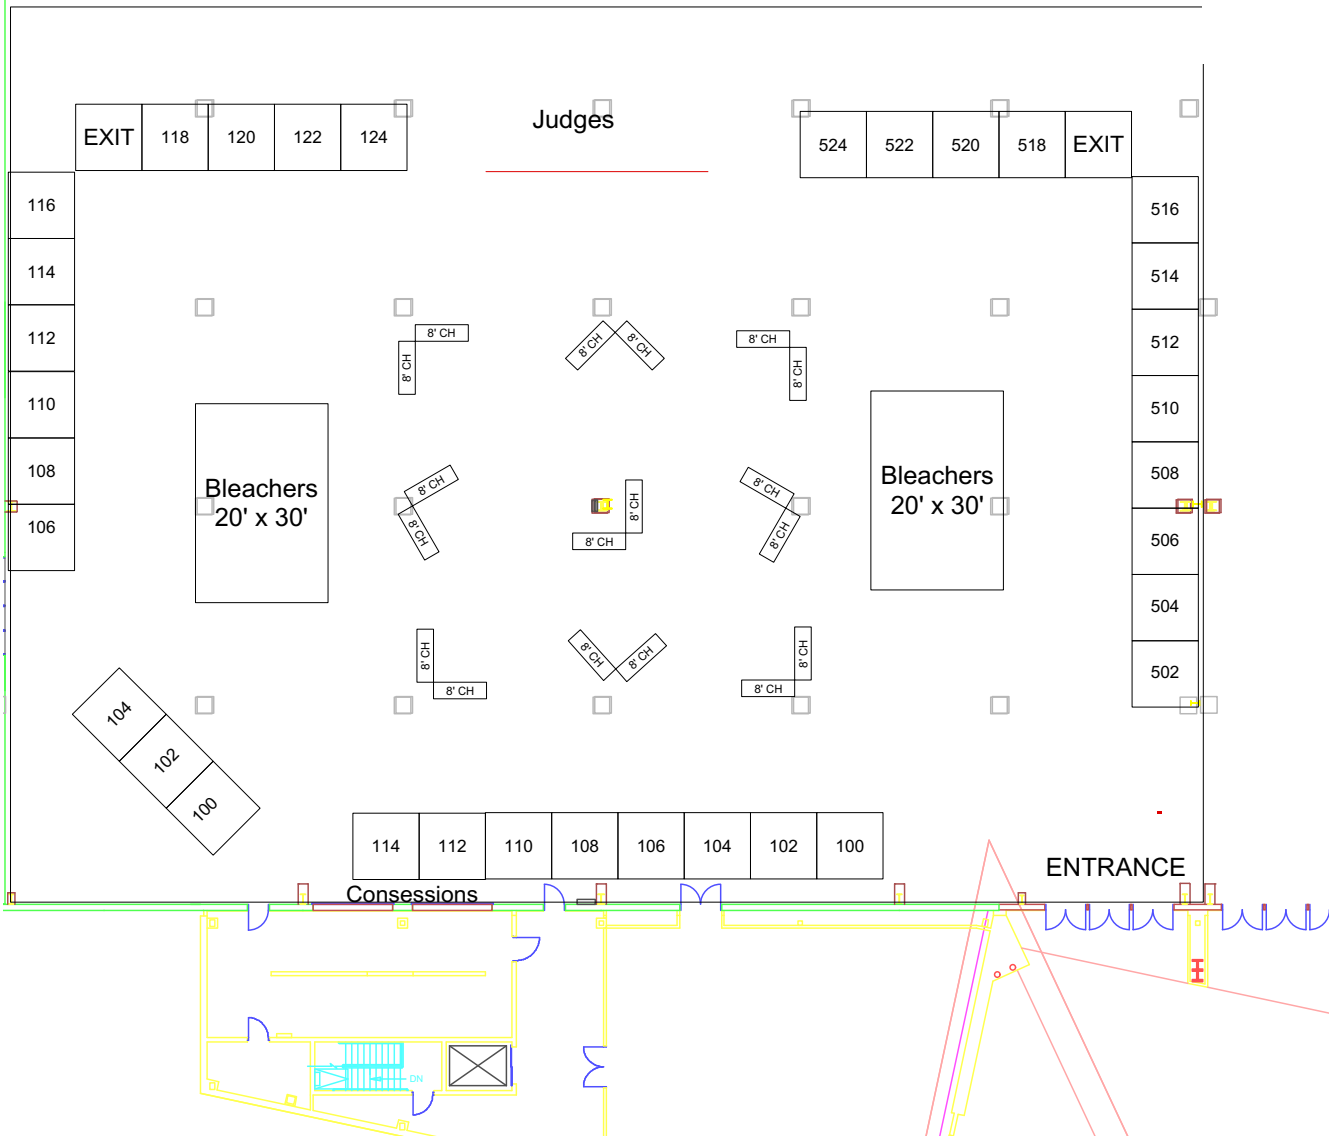 Judges
EXIT 118 120 122 124
524 522 520 518 EXIT
116
114
112
110
108
106
516
514
512
510
508
506
504
502
8' CH
8' CH
8' CH
8' CH
8' CH
8' CH
Bleachers
20' x 30'
Bleachers
20' x 30'
8' CH
8' CH
8' CH
8' CH
8' CH
8' CH
8' CH
8' CH
8' CH
8' CH
8' CH
8' CH
104
102
100
114 112 110 108 106 104 102 100
Consessions
ENTRANCE
DN